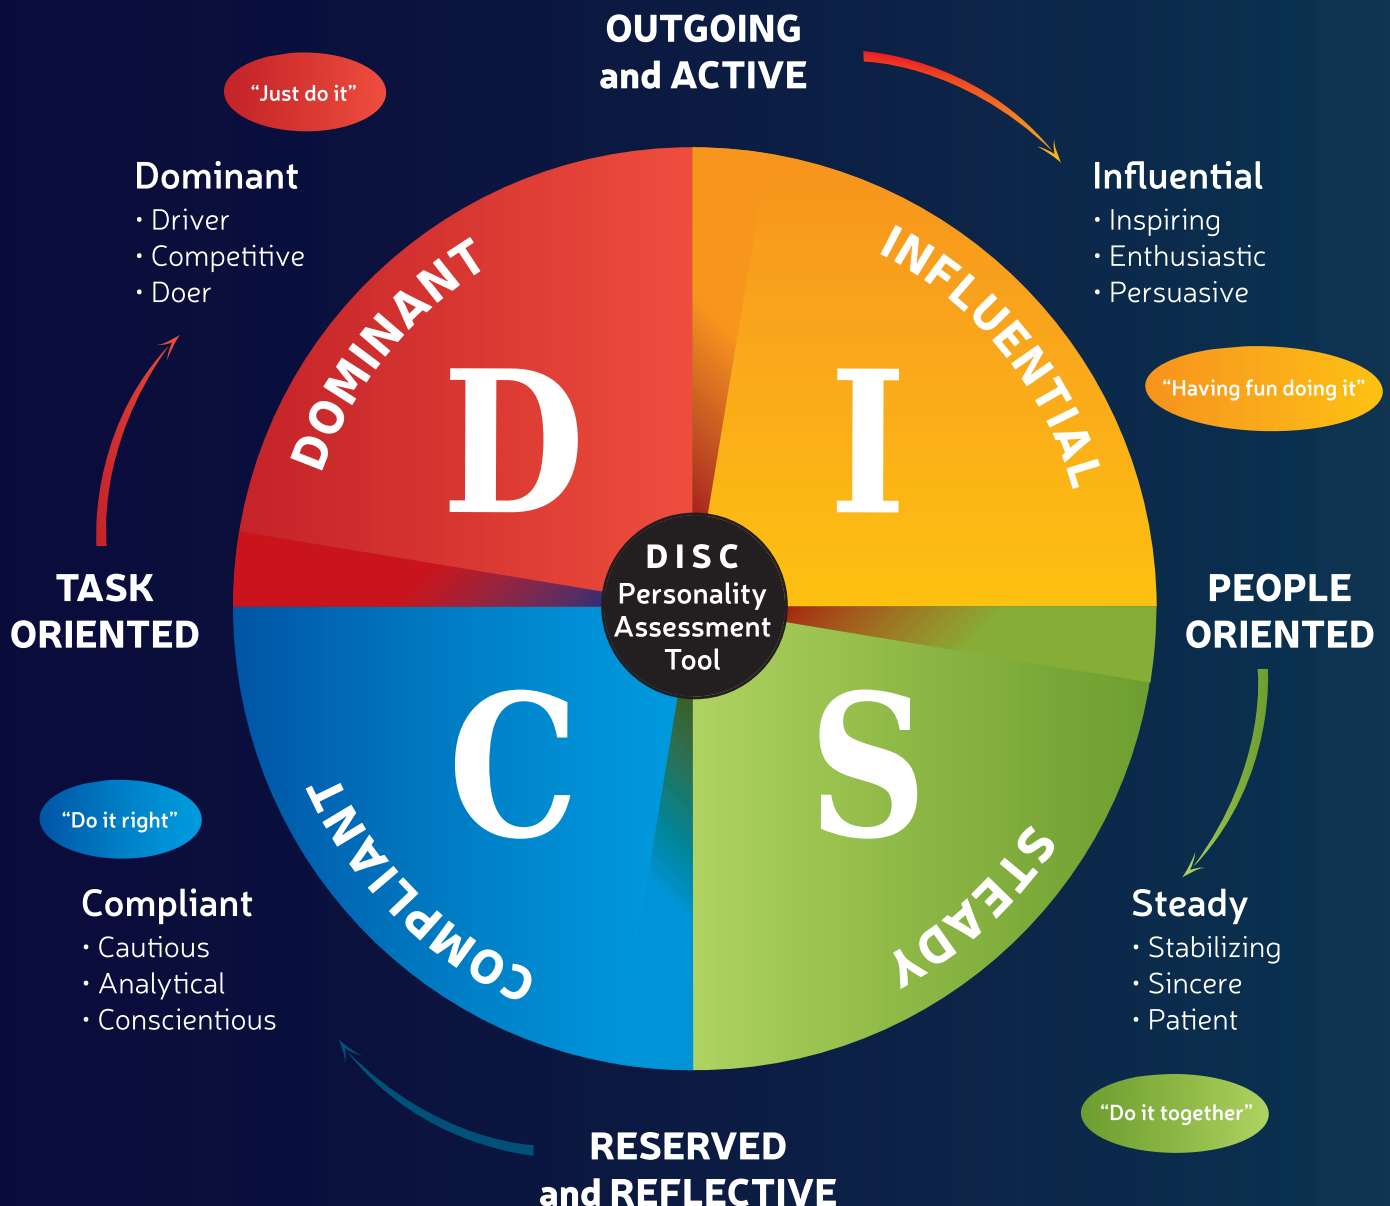 OUTGOING
and ACTIVE
“Just do it”
Dominant
• Driver
• Competitive
• Doer
Influential
• Inspiring
• Enthusiastic
• Persuasive
“Having fun doing it”
DOMINANT
INFLUENTIAL
D
I
TASK
ORIENTED
DISC
Personality
Assessment
Tool
PEOPLE
ORIENTED
C
S
COMPLIANT
STEADY
“Do it right”
Compliant
• Cautious
• Analytical
• Conscientious
Steady
• Stabilizing
• Sincere
• Patient
“Do it together”
RESERVED
and REFLECTIVE